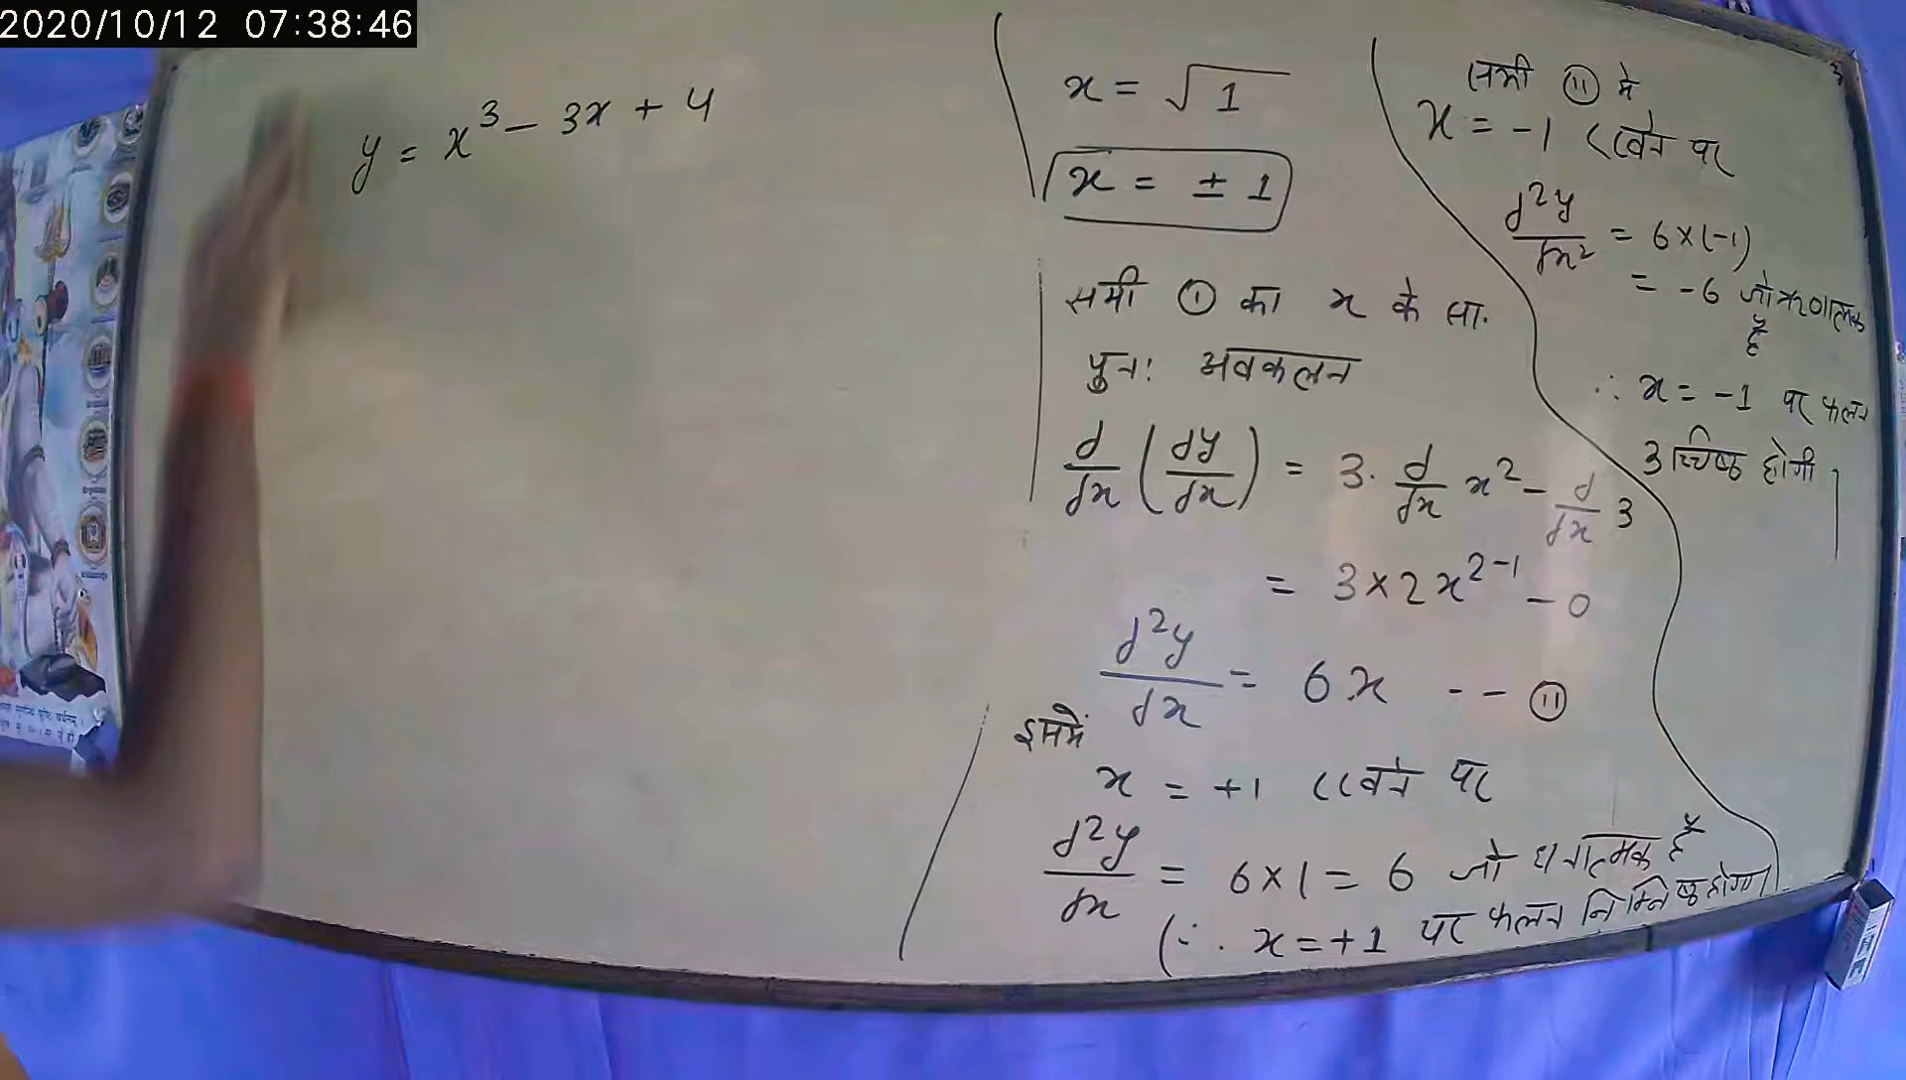 2020/10/12 07:38:46
y = x³ - 3x + 4
x = √1
x = ± 1
समी ① का x के सा.
पुनः अवकलन
d/dx (dy/dx) = 3. d/dx x² - d/dx 3
= 3×2x²⁻¹ - 0
d²y/dx = 6x -- ⑪
इसमें
x = +1 रखने पर
d²y/dx = 6×1 = 6 जो धनात्मक है
∴ x=+1 पर फलन निम्निष्ठ होगा
समी ⑪ में
x = -1 रखने पर
d²y/dx² = 6×(-1)
= -6 जो ऋणात्मक
है
∴ x = -1 पर फलन
उच्चिष्ठ होगी